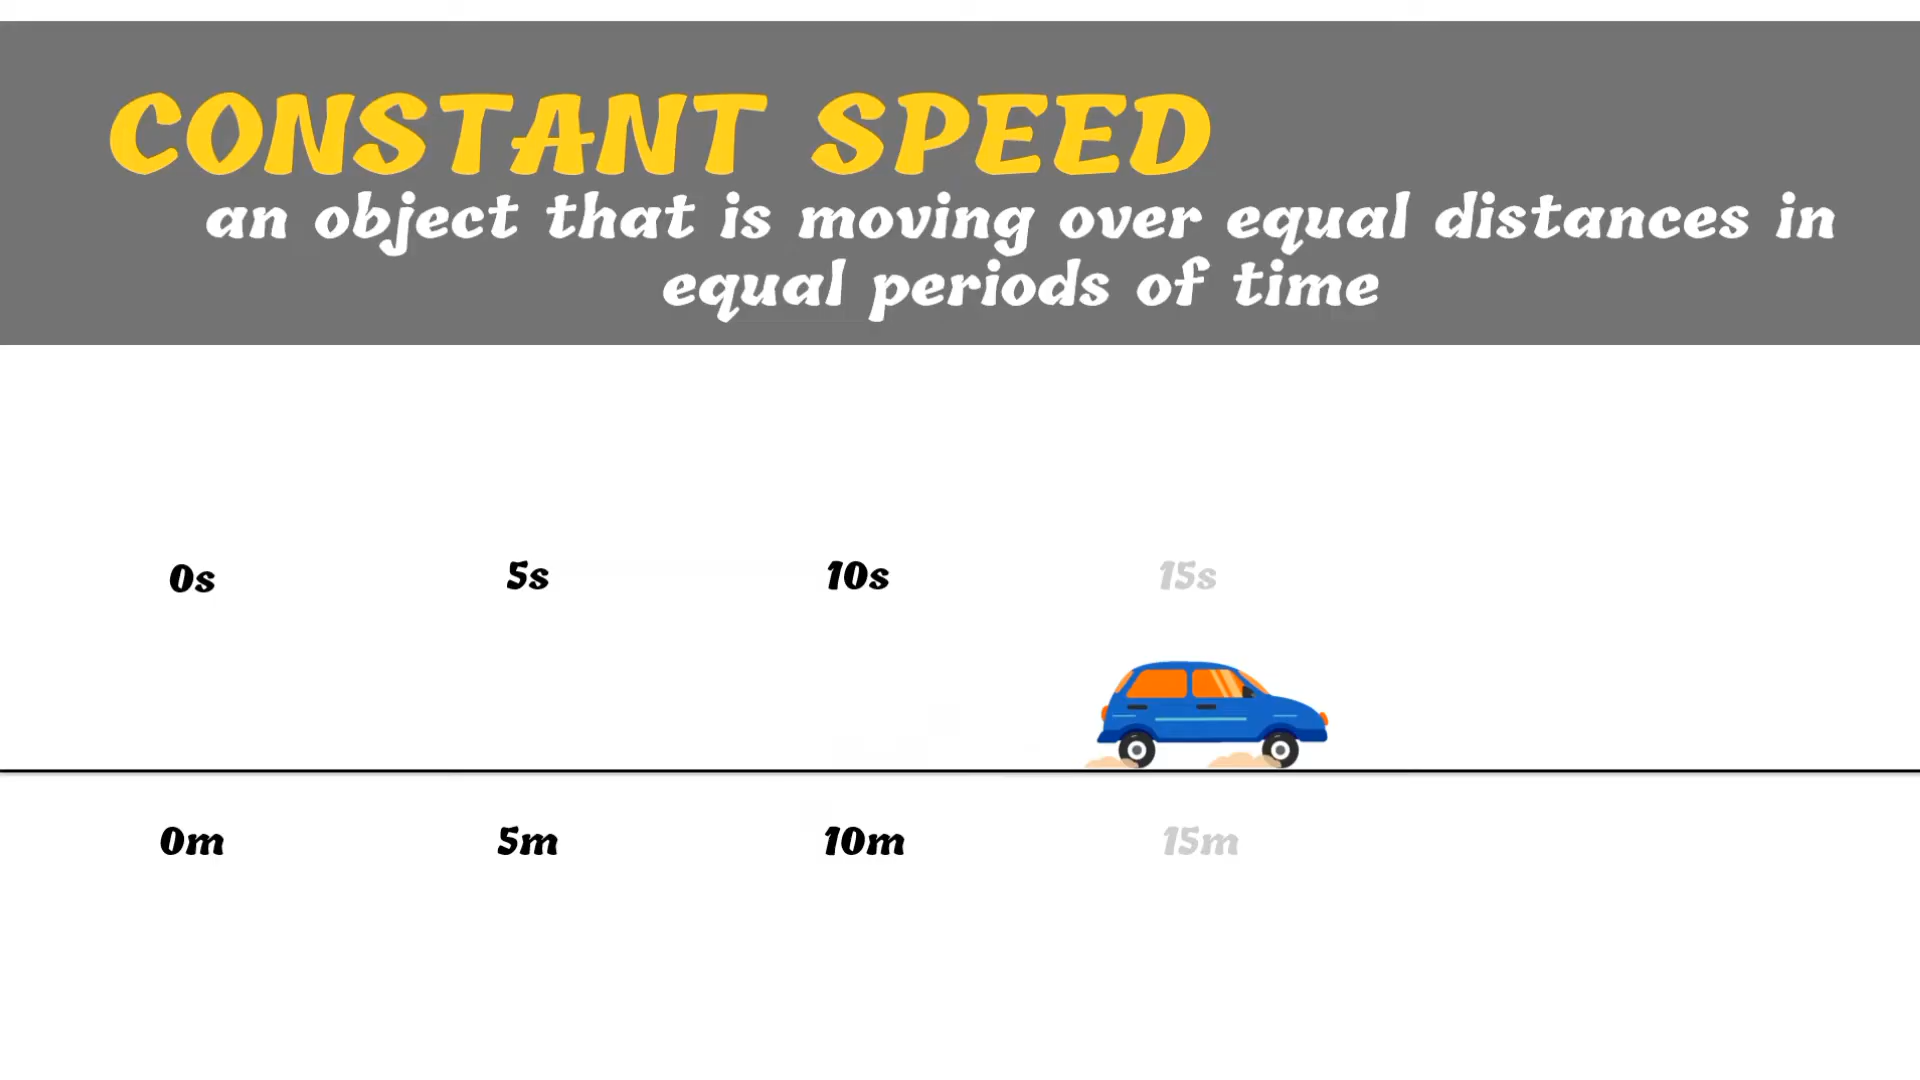 CONSTANT SPEED
an object that is moving over equal distances in
equal periods of time
0s 5s 10s 15s
0m 5m 10m 15m